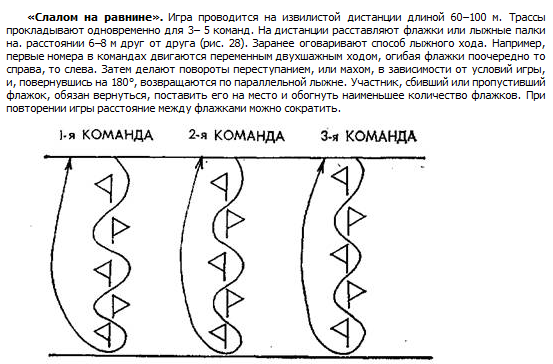 «Слалом на равнине». Игра проводится на извилистой дистанции длиной 60–100 м. Трассы
прокладывают одновременно для 3– 5 команд. На дистанции расставляют флажки или лыжные палки
на. расстоянии 6–8 м друг от друга (рис. 28). Заранее оговаривают способ лыжного хода. Например,
первые номера в командах двигаются переменным двухшажным ходом, огибая флажки поочередно то
справа, то слева. Затем делают повороты переступанием, или махом, в зависимости от условий игры,
и, повернувшись на 180°, возвращаются по параллельной лыжне. Участник, сбивший или пропустивший
флажок, обязан вернуться, поставить его на место и обогнуть наименьшее количество флажков. При
повторении игры расстояние между флажками можно сократить.
1-я КОМАНДА 2-я КОМАНДА 3-я КОМАНДА